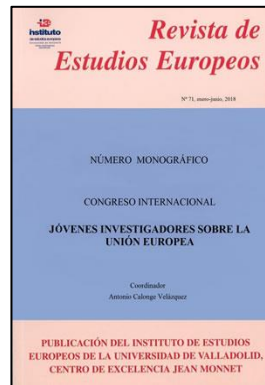 instituto
Revista de
Estudios Europeos
Nº 71, enero-junio, 2018
NÚMERO MONOGRÁFICO
CONGRESO INTERNACIONAL
JÓVENES INVESTIGADORES SOBRE LA
UNIÓN EUROPEA
Coordinador
Antonio Calonge Velázquez
PUBLICACIÓN DEL INSTITUTO DE ESTUDIOS
EUROPEOS DE LA UNIVERSIDAD DE VALLADOLID,
CENTRO DE EXCELENCIA JEAN MONNET